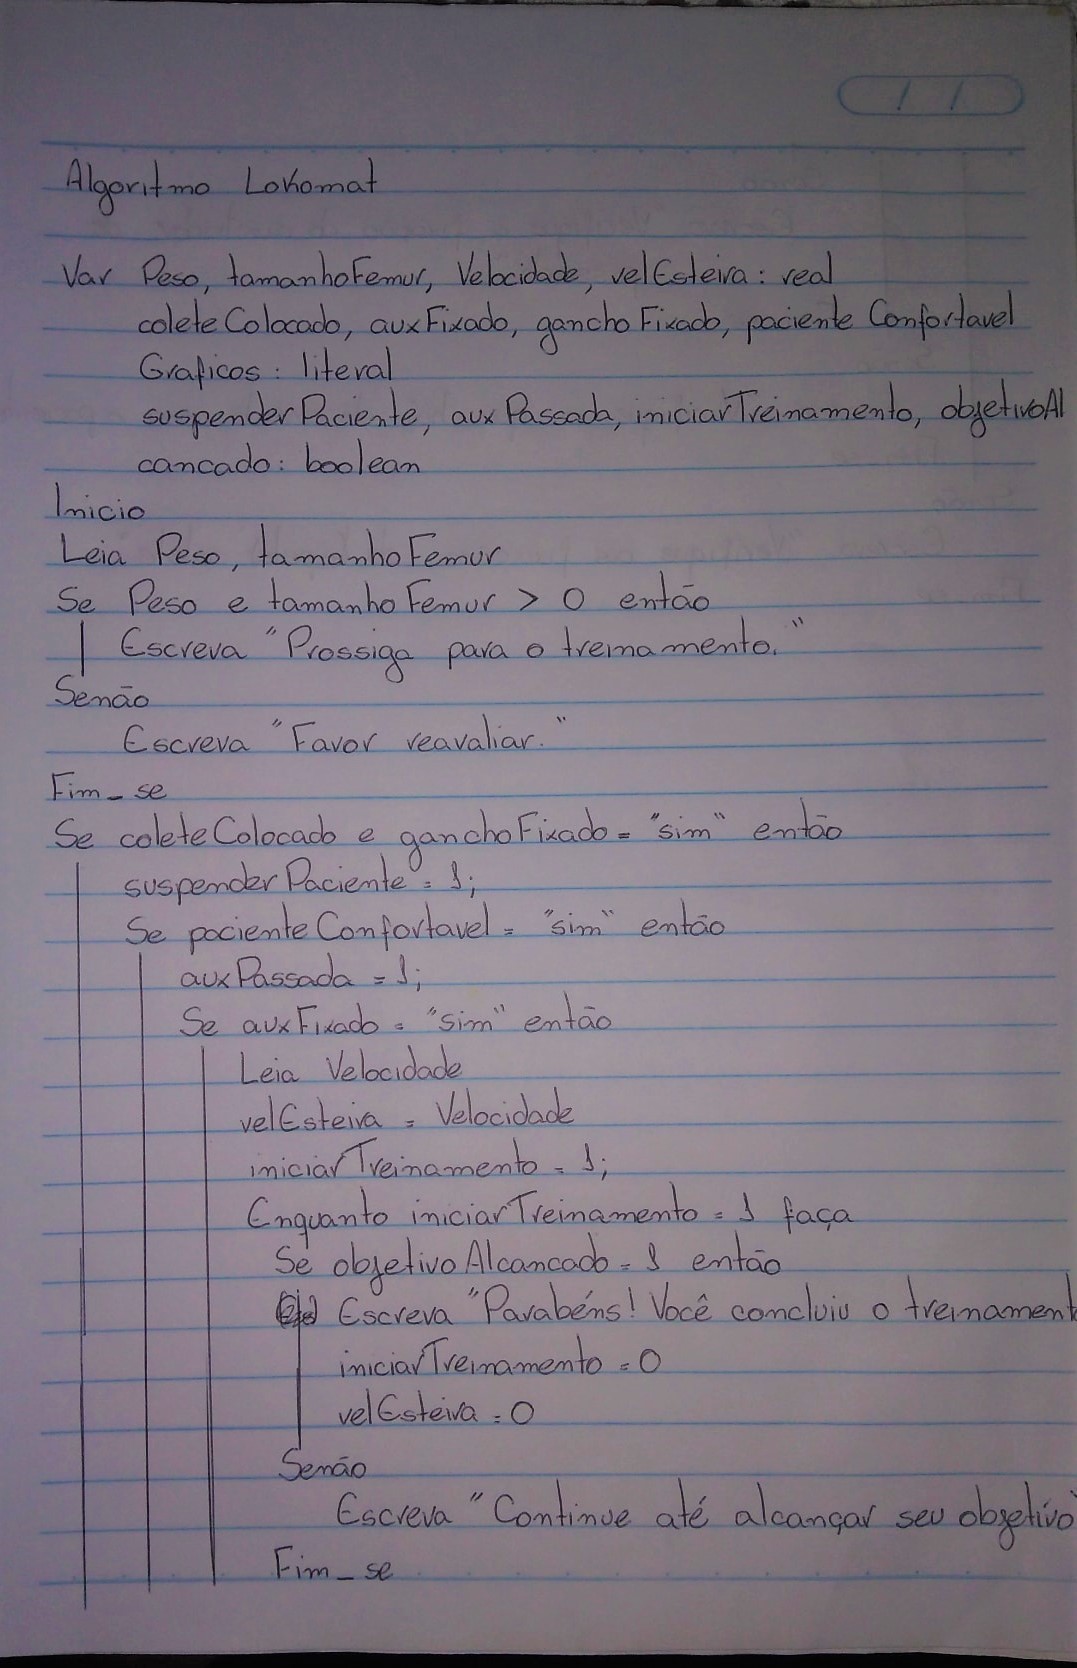 Algoritmo Lokomat
Var Peso, tamanhoFemur, Velocidade, velEsteira: real
coleteColocado, auxFixado, ganchoFixado, pacienteConfortavel
Graficos: literal
suspenderPaciente, auxPassada, iniciarTreinamento, objetivoAl
cancado: boolean
Inicio
Leia Peso, tamanhoFemur
Se Peso e tamanhoFemur > 0 então
Escreva "Prossiga para o treinamento."
Senão
Escreva "Favor reavaliar."
Fim_se
Se coleteColocado e ganchoFixado = "sim" então
suspenderPaciente = 1;
Se pacienteConfortavel = "sim" então
auxPassada = 1;
Se auxFixado = "sim" então
Leia Velocidade
velEsteira = Velocidade
iniciarTreinamento = 1;
Enquanto iniciarTreinamento = 1 faça
Se objetivoAlcancado = 1 então
Escreva "Parabéns! Você concluiu o treinament
iniciarTreinamento = 0
velEsteira = 0
Senão
Escreva "Continue até alcançar seu objetivo"
Fim_se